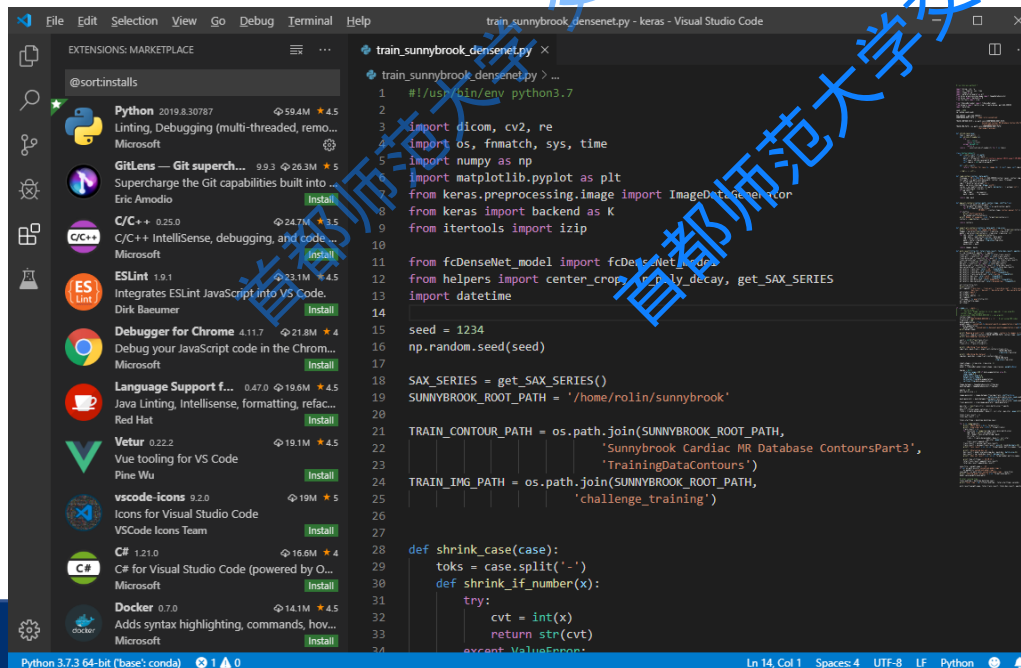 File Edit Selection View Go Debug Terminal Help train_sunnybrook_densenet.py - keras - Visual Studio Code
EXTENSIONS: MARKETPLACE
@sort:installs
Python 2019.8.30787 59.4M 4.5
Linting, Debugging (multi-threaded, remo...
Microsoft
GitLens — Git superch... 9.9.3 26.3M 5
Supercharge the Git capabilities built into ...
Eric Amodio Install
C/C++ 0.25.0 24.7M 3.5
C/C++ IntelliSense, debugging, and code ...
Microsoft Install
ESLint 1.9.1 23.1M 4.5
Integrates ESLint JavaScript into VS Code.
Dirk Baeumer Install
Debugger for Chrome 4.11.7 21.8M 4
Debug your JavaScript code in the Chrom...
Microsoft Install
Language Support f... 0.47.0 19.6M 4.5
Java Linting, Intellisense, formatting, refac...
Red Hat Install
Vetur 0.22.2 19.1M 4.5
Vue tooling for VS Code
Pine Wu Install
vscode-icons 9.2.0 19M 5
Icons for Visual Studio Code
VSCode Icons Team Install
C# 1.21.0 16.6M 4
C# for Visual Studio Code (powered by O...
Microsoft Install
Docker 0.7.0 14.1M 4.5
Adds syntax highlighting, commands, hov...
Microsoft Install
train_sunnybrook_densenet.py ×
train_sunnybrook_densenet.py > ...
1 #!/usr/bin/env python3.7
2
3 import dicom, cv2, re
4 import os, fnmatch, sys, time
5 import numpy as np
6 import matplotlib.pyplot as plt
7 from keras.preprocessing.image import ImageDataGenerator
8 from keras import backend as K
9 from itertools import izip
10
11 from fcDenseNet_model import fcDenseNet_model
12 from helpers import center_crop, lr_poly_decay, get_SAX_SERIES
13 import datetime
14
15 seed = 1234
16 np.random.seed(seed)
17
18 SAX_SERIES = get_SAX_SERIES()
19 SUNNYBROOK_ROOT_PATH = '/home/rolin/sunnybrook'
20
21 TRAIN_CONTOUR_PATH = os.path.join(SUNNYBROOK_ROOT_PATH,
22 'Sunnybrook Cardiac MR Database ContoursPart3',
23 'TrainingDataContours')
24 TRAIN_IMG_PATH = os.path.join(SUNNYBROOK_ROOT_PATH,
25 'challenge_training')
26
27
28 def shrink_case(case):
29 toks = case.split('-')
30 def shrink_if_number(x):
31 try:
32 cvt = int(x)
33 return str(cvt)
34 except ValueError:
Python 3.7.3 64-bit ('base': conda) 1 0 Ln 14, Col 1 Spaces: 4 UTF-8 LF Python
首都师范大学
首都师范大学交